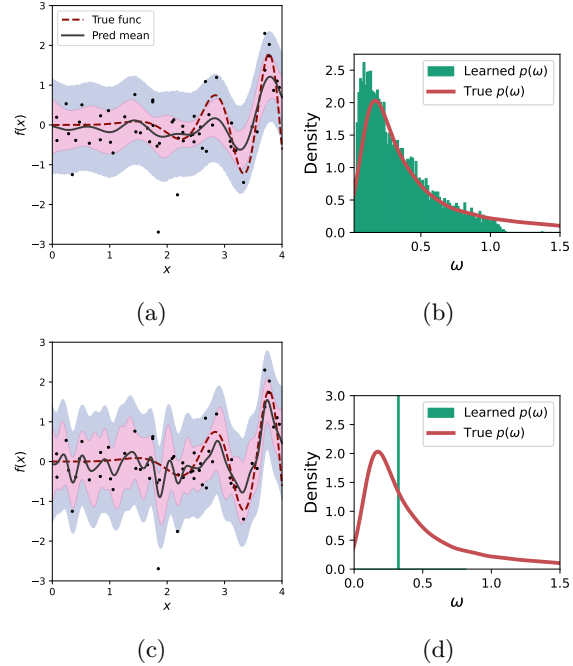 3
2
1
0
−1
−2
−3
f(x)
0
1
2
3
4
x
True func
Pred mean
(a)
2.5
2.0
1.5
1.0
0.5
0.0
Density
0.5
1.0
1.5
ω
Learned p(ω)
True p(ω)
(b)
3
2
1
0
−1
−2
−3
f(x)
0
1
2
3
4
x
(c)
3.0
2.5
2.0
1.5
1.0
0.5
0.0
Density
0.0
0.5
1.0
1.5
ω
Learned p(ω)
True p(ω)
(d)